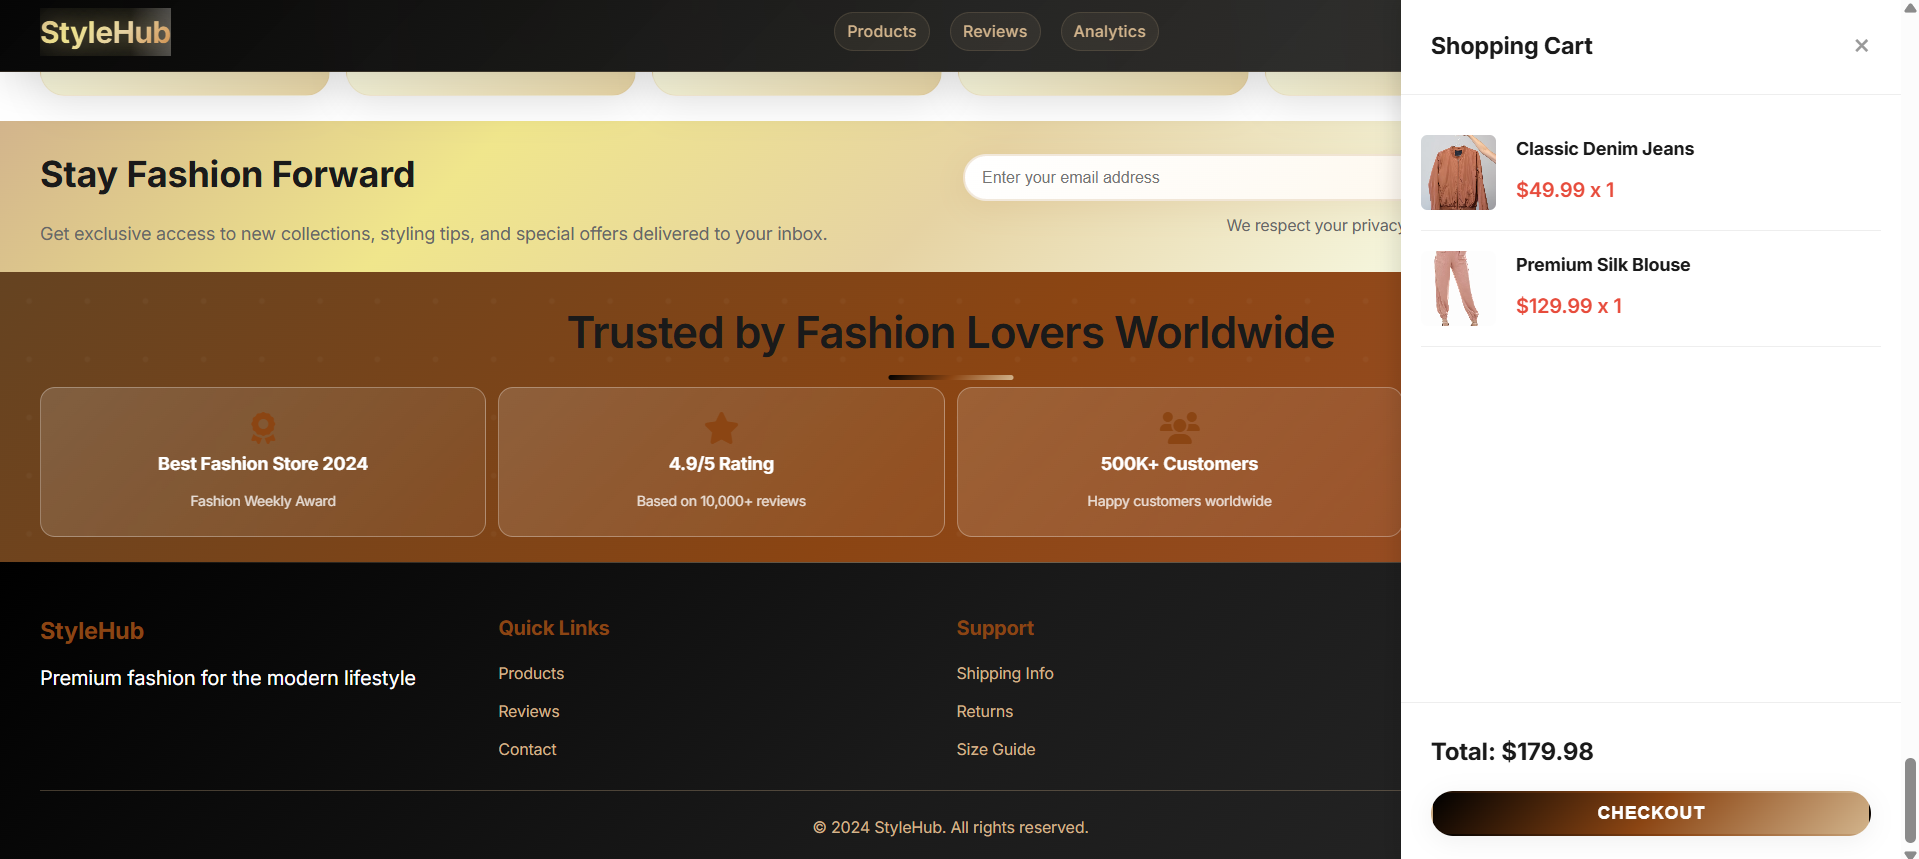 StyleHub
Products
Reviews
Analytics
Stay Fashion Forward
Get exclusive access to new collections, styling tips, and special offers delivered to your inbox.
Enter your email address
We respect your privacy
Trusted by Fashion Lovers Worldwide
Best Fashion Store 2024
Fashion Weekly Award
4.9/5 Rating
Based on 10,000+ reviews
500K+ Customers
Happy customers worldwide
StyleHub
Premium fashion for the modern lifestyle
Quick Links
Products
Reviews
Contact
Support
Shipping Info
Returns
Size Guide
© 2024 StyleHub. All rights reserved.
Shopping Cart
×
Classic Denim Jeans
$49.99 x 1
Premium Silk Blouse
$129.99 x 1
Total: $179.98
CHECKOUT